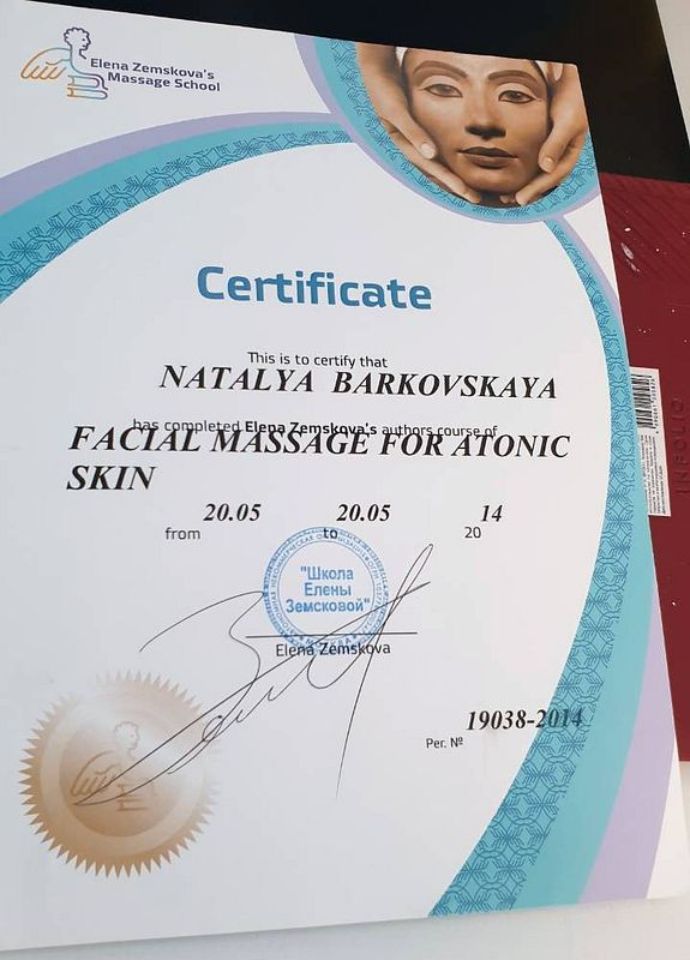 Elena Zemskova's
Massage School
Certificate
This is to certify that
NATALYA BARKOVSKAYA
has completed Elena Zemskova's authors course of
FACIAL MASSAGE FOR ATONIC
SKIN
20.05 20.05 14
from to 20
"Школа
Елены
Земсковой"
Elena Zemskova
19038-2014
Рег. №
INFOLIO